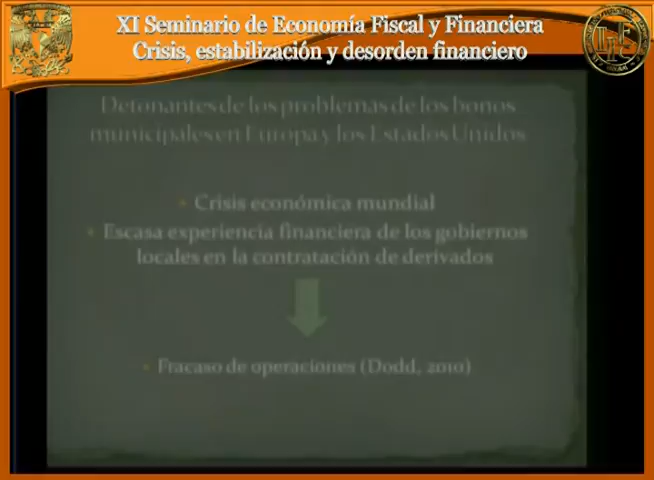 XI Seminario de Economía Fiscal y Financiera
Crisis, estabilización y desorden financiero
Detonantes de los problemas de los bonos
municipales en Europa y los Estados Unidos
Crisis económica mundial
Escasa experiencia financiera de los gobiernos
locales en la contratación de derivados
Fracaso de operaciones (Dodd, 2010)